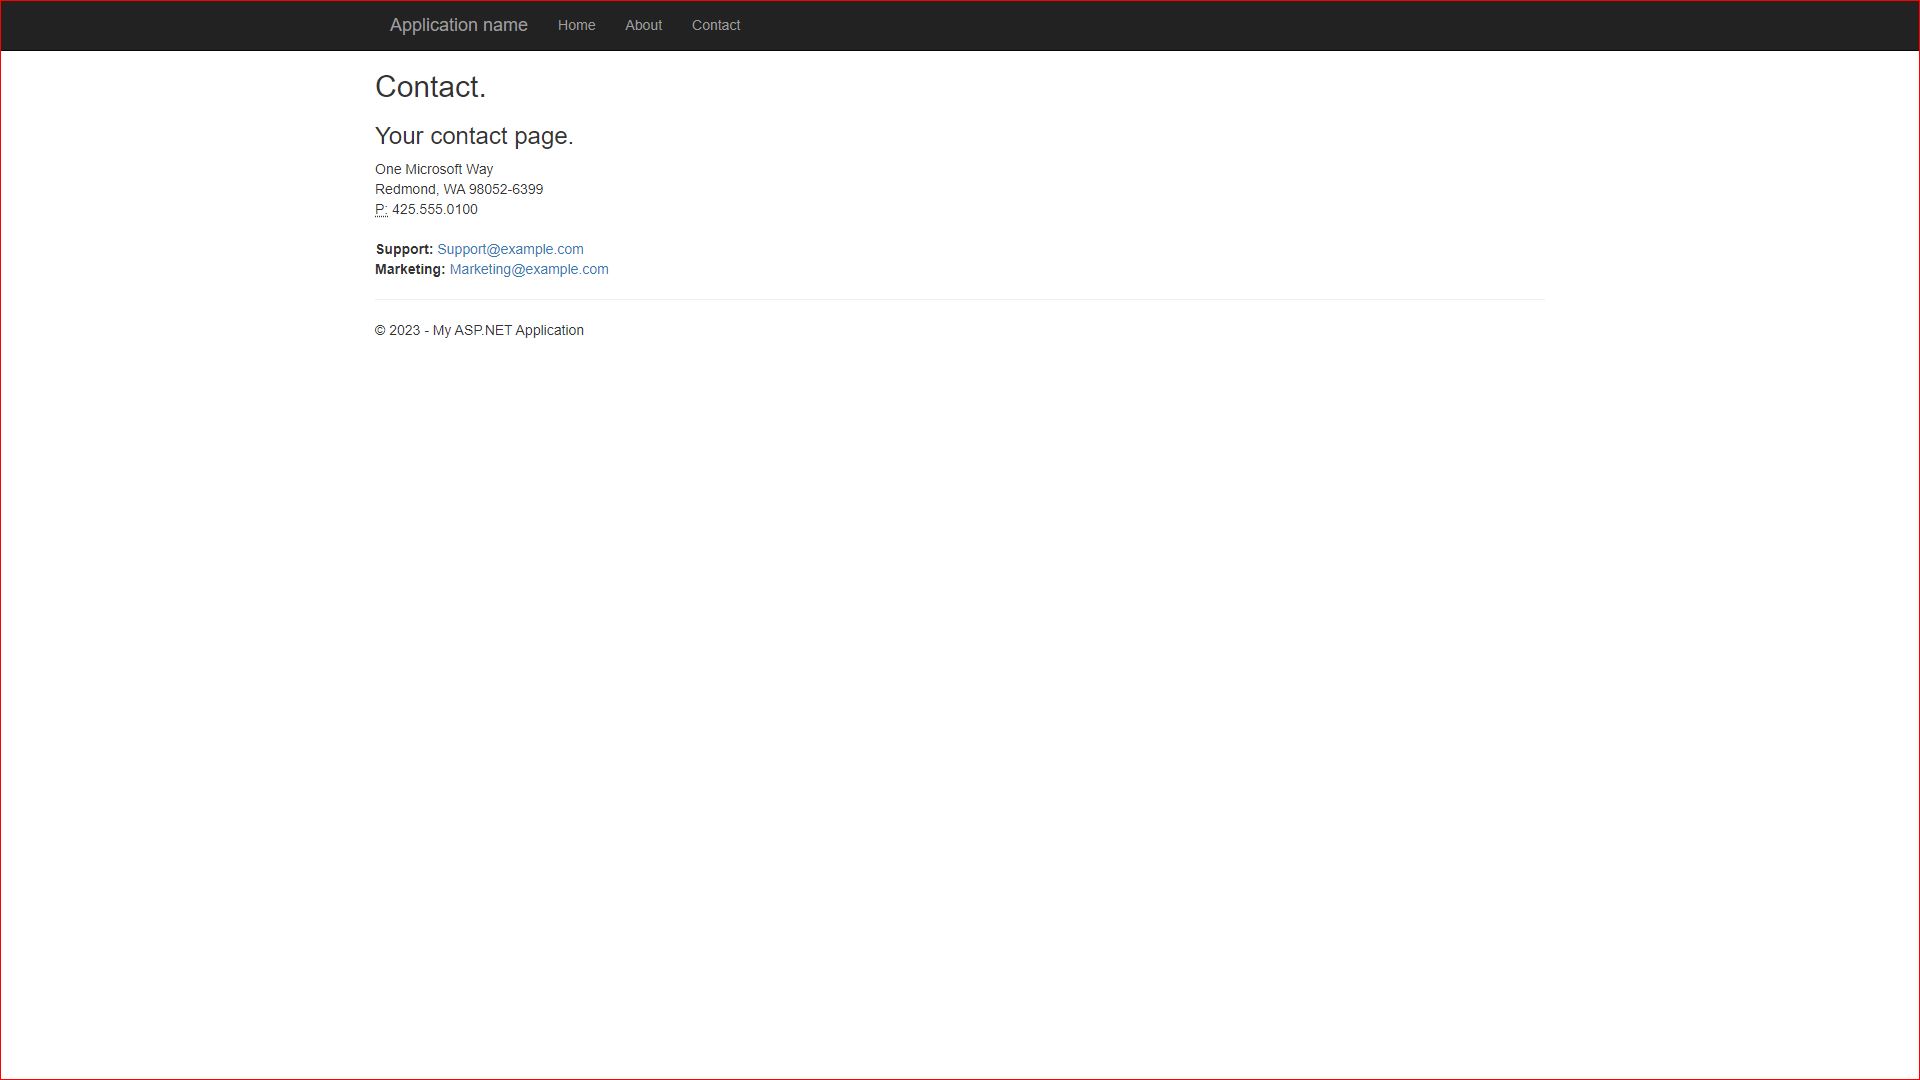 Application name Home About Contact
Contact.
Your contact page.
One Microsoft Way
Redmond, WA 98052-6399
P: 425.555.0100
Support: Support@example.com
Marketing: Marketing@example.com
© 2023 - My ASP.NET Application